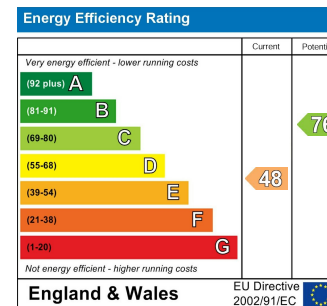 Energy Efficiency Rating
Current Potenti
Very energy efficient - lower running costs
(92 plus) A
(81-91) B
(69-80) C
(55-68) D
(39-54) E
(21-38) F
(1-20) G
48
76
Not energy efficient - higher running costs
England & Wales
EU Directive
2002/91/EC